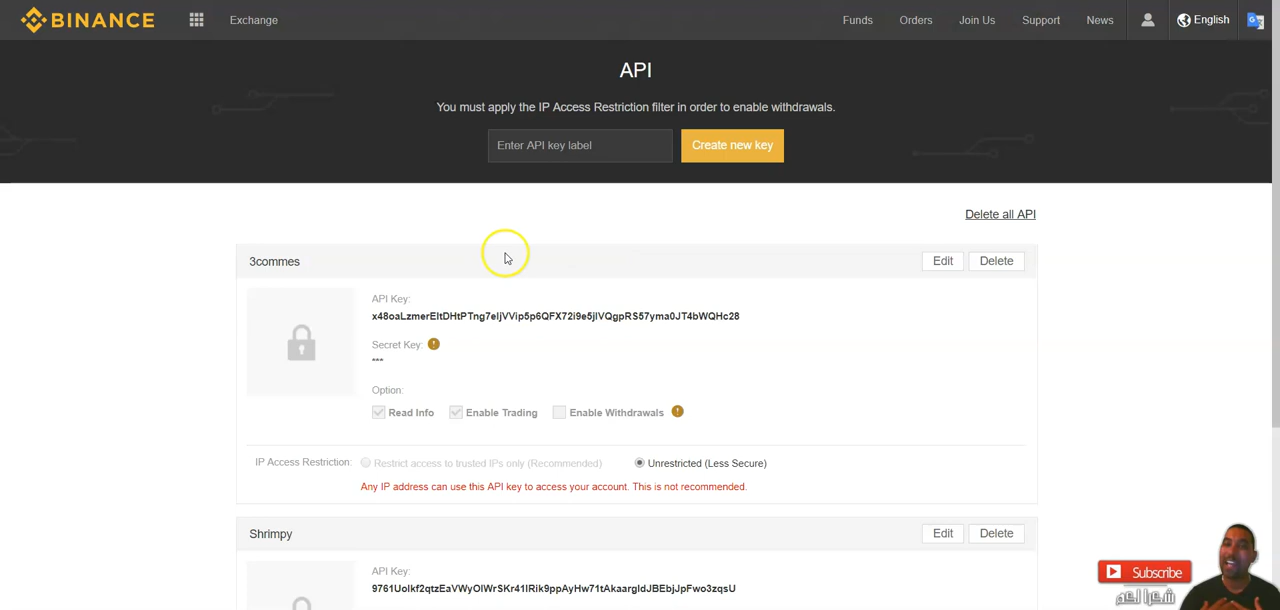 BINANCE Exchange Funds Orders Join Us Support News English
API
You must apply the IP Access Restriction filter in order to enable withdrawals.
Enter API key label Create new key
Delete all API
3commes Edit Delete
API Key:
x48oaLzmerEltDHtPTng7eIjVVip5p6QFX72i9e5jIVQgpRS57yma0JT4bWQHc28
Secret Key:
***
Option:
Read Info Enable Trading Enable Withdrawals
IP Access Restriction: Restrict access to trusted IPs only (Recommended) Unrestricted (Less Secure)
Any IP address can use this API key to access your account. This is not recommended.
Shrimpy Edit Delete
API Key:
9761Uolkf2qtzEaVWyOlWrSKr41lRik9ppAyHw71tAkaargldJBEbjJpFwo3zqsU
Subscribe
شكرا لكم